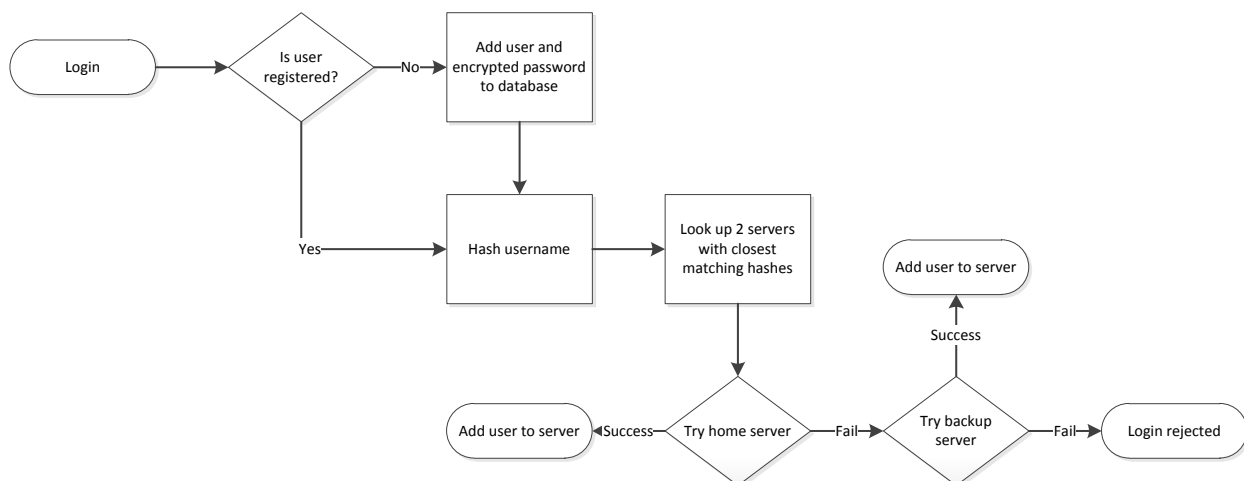 Login
Is user
registered?
No
Add user and
encrypted password
to database
Yes
Hash username
Look up 2 servers
with closest
matching hashes
Add user to server
Success
Add user to server
Success
Try home server
Fail
Try backup
server
Fail
Login rejected